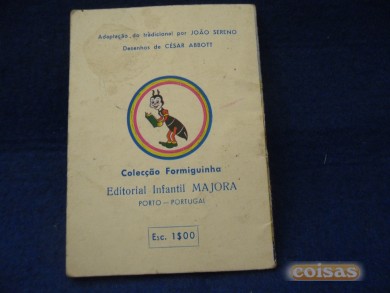 Adaptação do tradicional por JOÃO SERENO
Desenhos de CÉSAR ABBOTT
Colecção Formiguinha
Editorial Infantil MAJORA
PORTO — PORTUGAL
Esc. 1$00
coisas